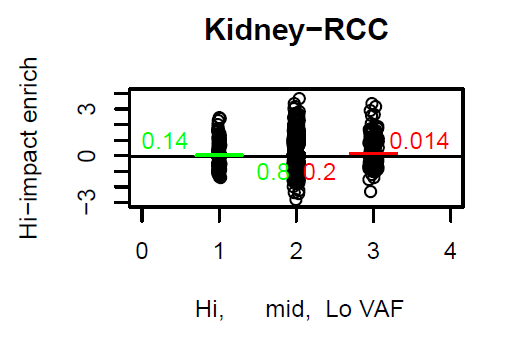 Kidney−RCC
Hi−impact enrich
3
0
−3
0.14
0.014
0.8
0.2
0 1 2 3 4
Hi, mid, Lo VAF